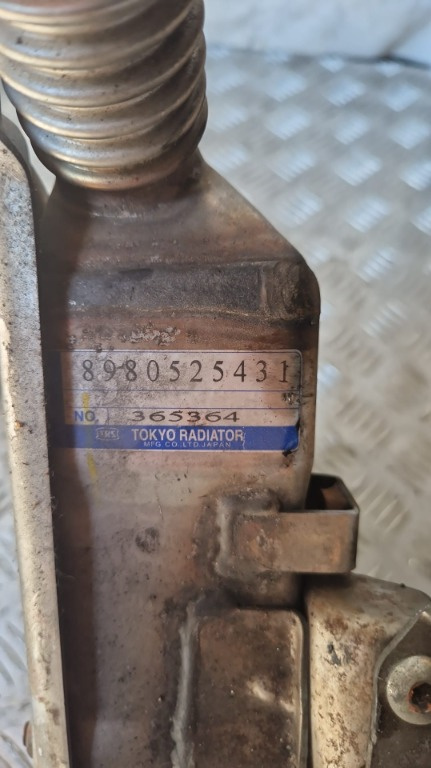 8980525431
NO. 365364
TOKYO RADIATOR
MFG.CO.,LTD.JAPAN